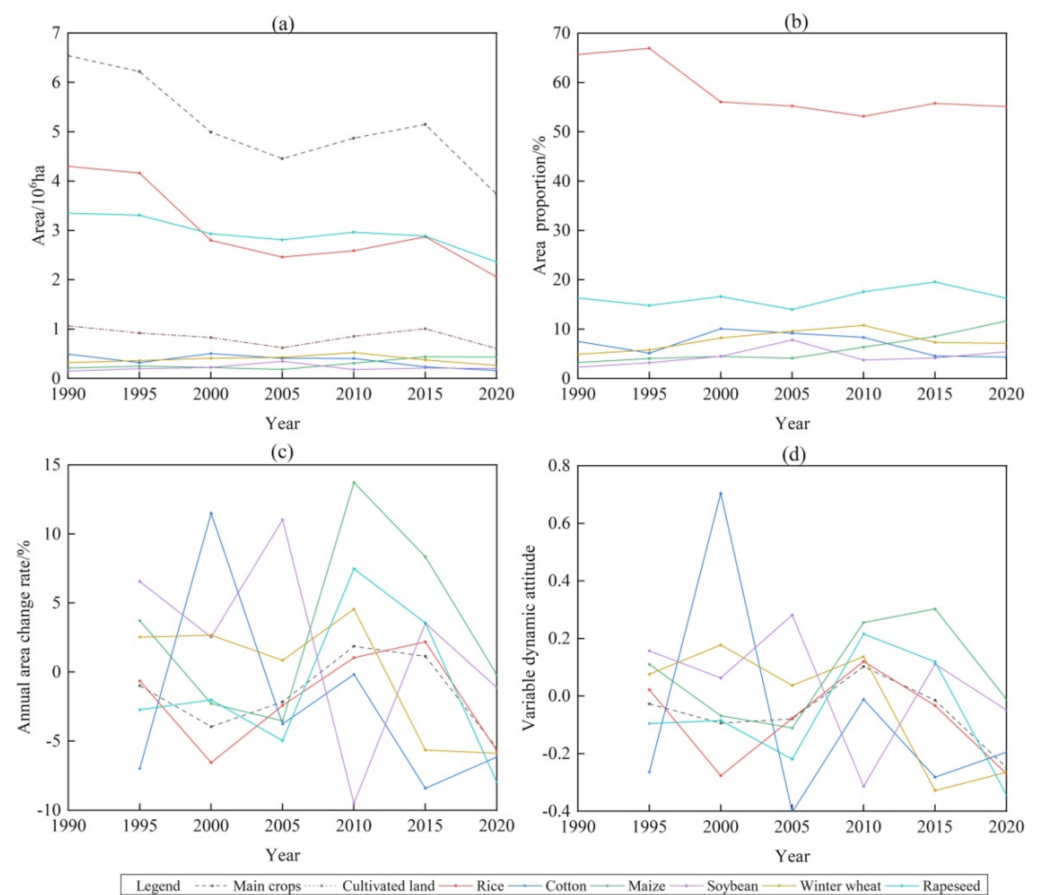 (a)
7
6
5
4
3
2
1
0
Area/10⁶ha
1990 1995 2000 2005 2010 2015 2020
Year
(b)
70
60
50
40
30
20
10
0
Area proportion/%
1990 1995 2000 2005 2010 2015 2020
Year
(c)
15
10
5
0
-5
-10
Annual area change rate/%
1990 1995 2000 2005 2010 2015 2020
Year
(d)
0.8
0.6
0.4
0.2
0.0
-0.2
-0.4
Variable dynamic attitude
1990 1995 2000 2005 2010 2015 2020
Year
Legend Main crops Cultivated land Rice Cotton Maize Soybean Winter wheat Rapeseed